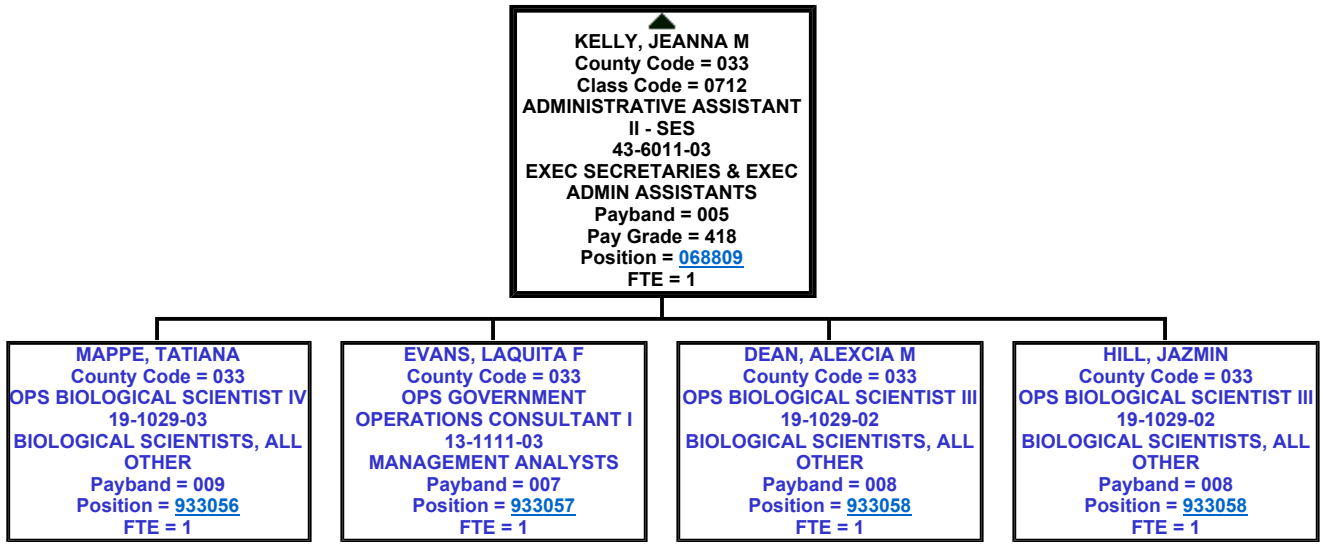 KELLY, JEANNA M
County Code = 033
Class Code = 0712
ADMINISTRATIVE ASSISTANT
II - SES
43-6011-03
EXEC SECRETARIES & EXEC
ADMIN ASSISTANTS
Payband = 005
Pay Grade = 418
Position = 068809
FTE = 1
MAPPE, TATIANA
County Code = 033
OPS BIOLOGICAL SCIENTIST IV
19-1029-03
BIOLOGICAL SCIENTISTS, ALL
OTHER
Payband = 009
Position = 933056
FTE = 1
EVANS, LAQUITA F
County Code = 033
OPS GOVERNMENT
OPERATIONS CONSULTANT I
13-1111-03
MANAGEMENT ANALYSTS
Payband = 007
Position = 933057
FTE = 1
DEAN, ALEXCIA M
County Code = 033
OPS BIOLOGICAL SCIENTIST III
19-1029-02
BIOLOGICAL SCIENTISTS, ALL
OTHER
Payband = 008
Position = 933058
FTE = 1
HILL, JAZMIN
County Code = 033
OPS BIOLOGICAL SCIENTIST III
19-1029-02
BIOLOGICAL SCIENTISTS, ALL
OTHER
Payband = 008
Position = 933058
FTE = 1